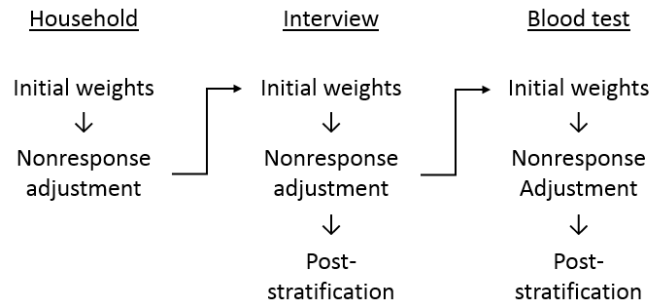 Household
Initial weights
↓
Nonresponse
adjustment
Interview
Initial weights
↓
Nonresponse
adjustment
↓
Post-
stratification
Blood test
Initial weights
↓
Nonresponse
Adjustment
↓
Post-
stratification